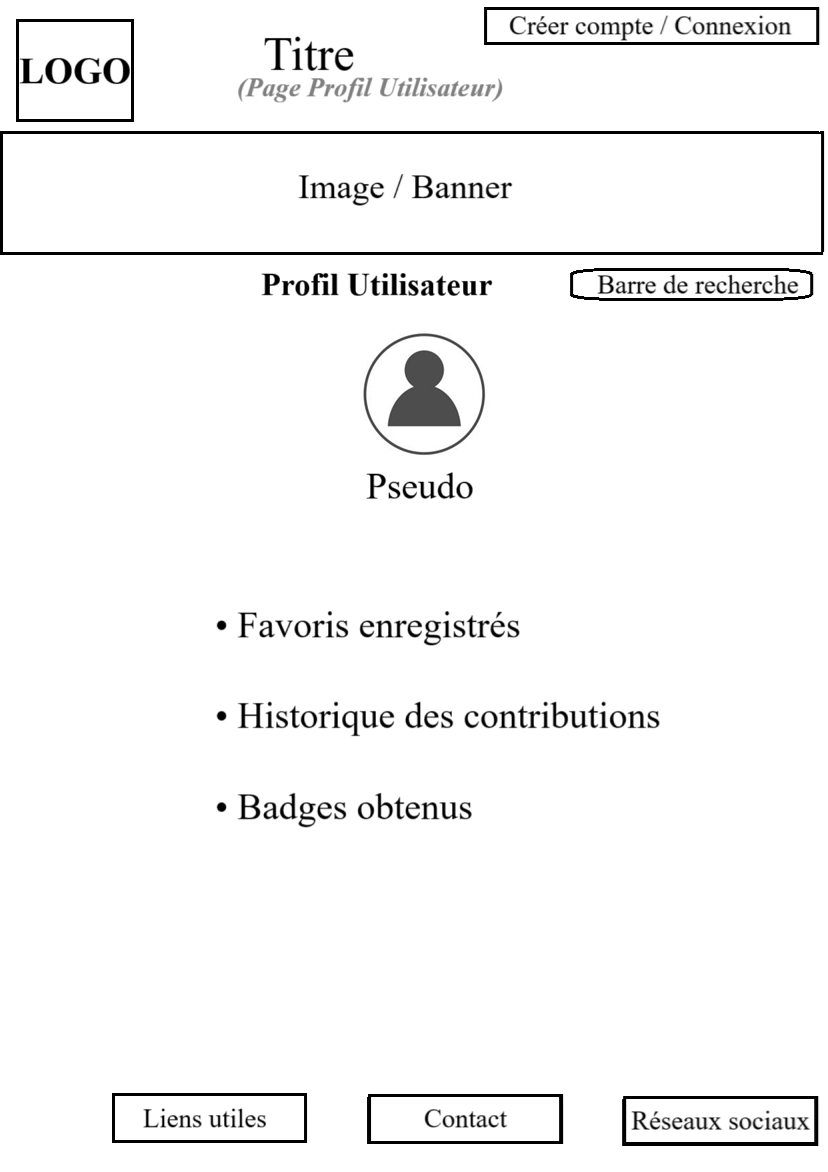 LOGO
Titre
(Page Profil Utilisateur)
Créer compte / Connexion
Image / Banner
Profil Utilisateur
Barre de recherche
Pseudo
• Favoris enregistrés
• Historique des contributions
• Badges obtenus
Liens utiles
Contact
Réseaux sociaux